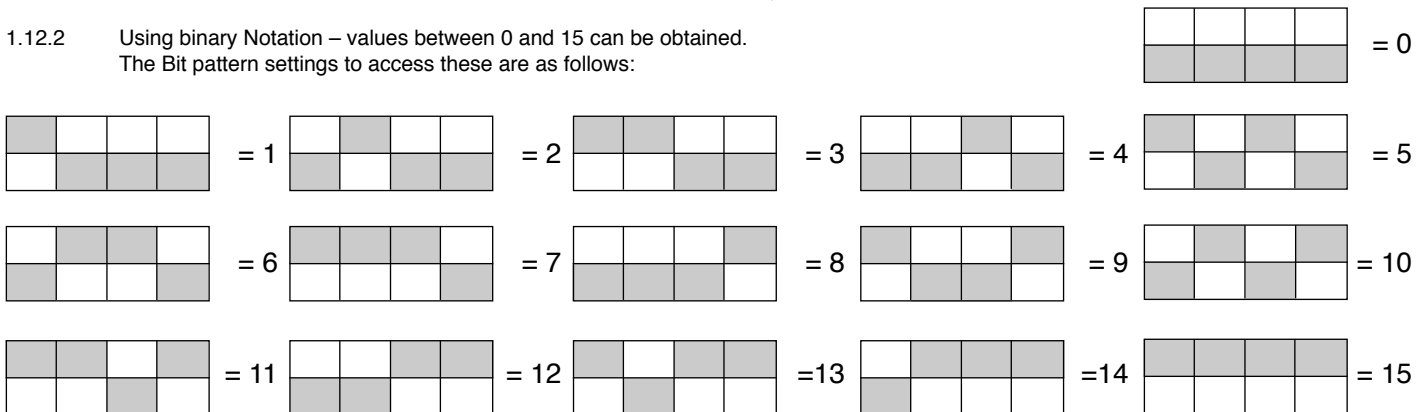 1.12.2 Using binary Notation – values between 0 and 15 can be obtained.
The Bit pattern settings to access these are as follows:
= 0
= 1 = 2 = 3 = 4 = 5
= 6 = 7 = 8 = 9 = 10
= 11 = 12 =13 =14 = 15